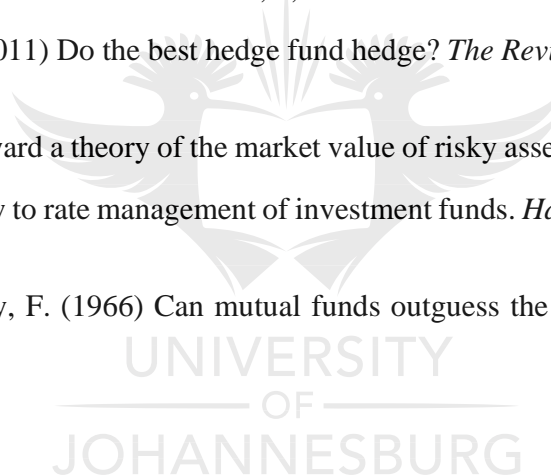 011) Do the best hedge fund hedge? The Revi
ard a theory of the market value of risky asse
y to rate management of investment funds. Ha
y, F. (1966) Can mutual funds outguess the
UNIVERSITY
OF
JOHANNESBURG